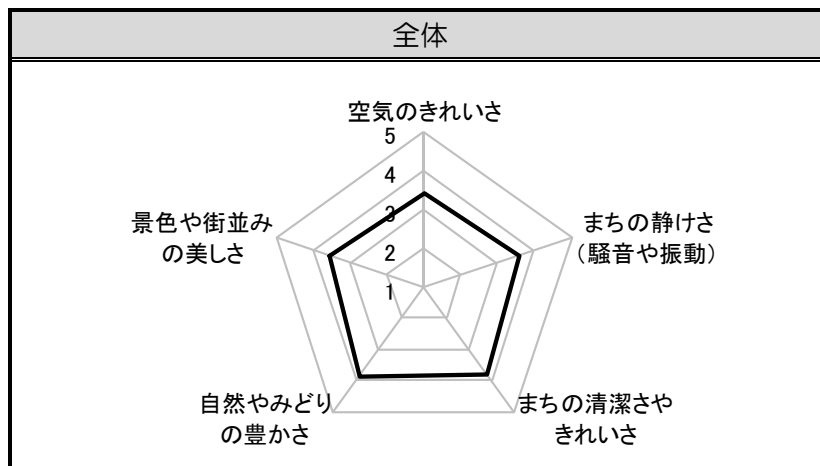 全体
空気のきれいさ
5
4
3
2
1
まちの静けさ
（騒音や振動）
まちの清潔さや
きれいさ
自然やみどり
の豊かさ
景色や街並み
の美しさ